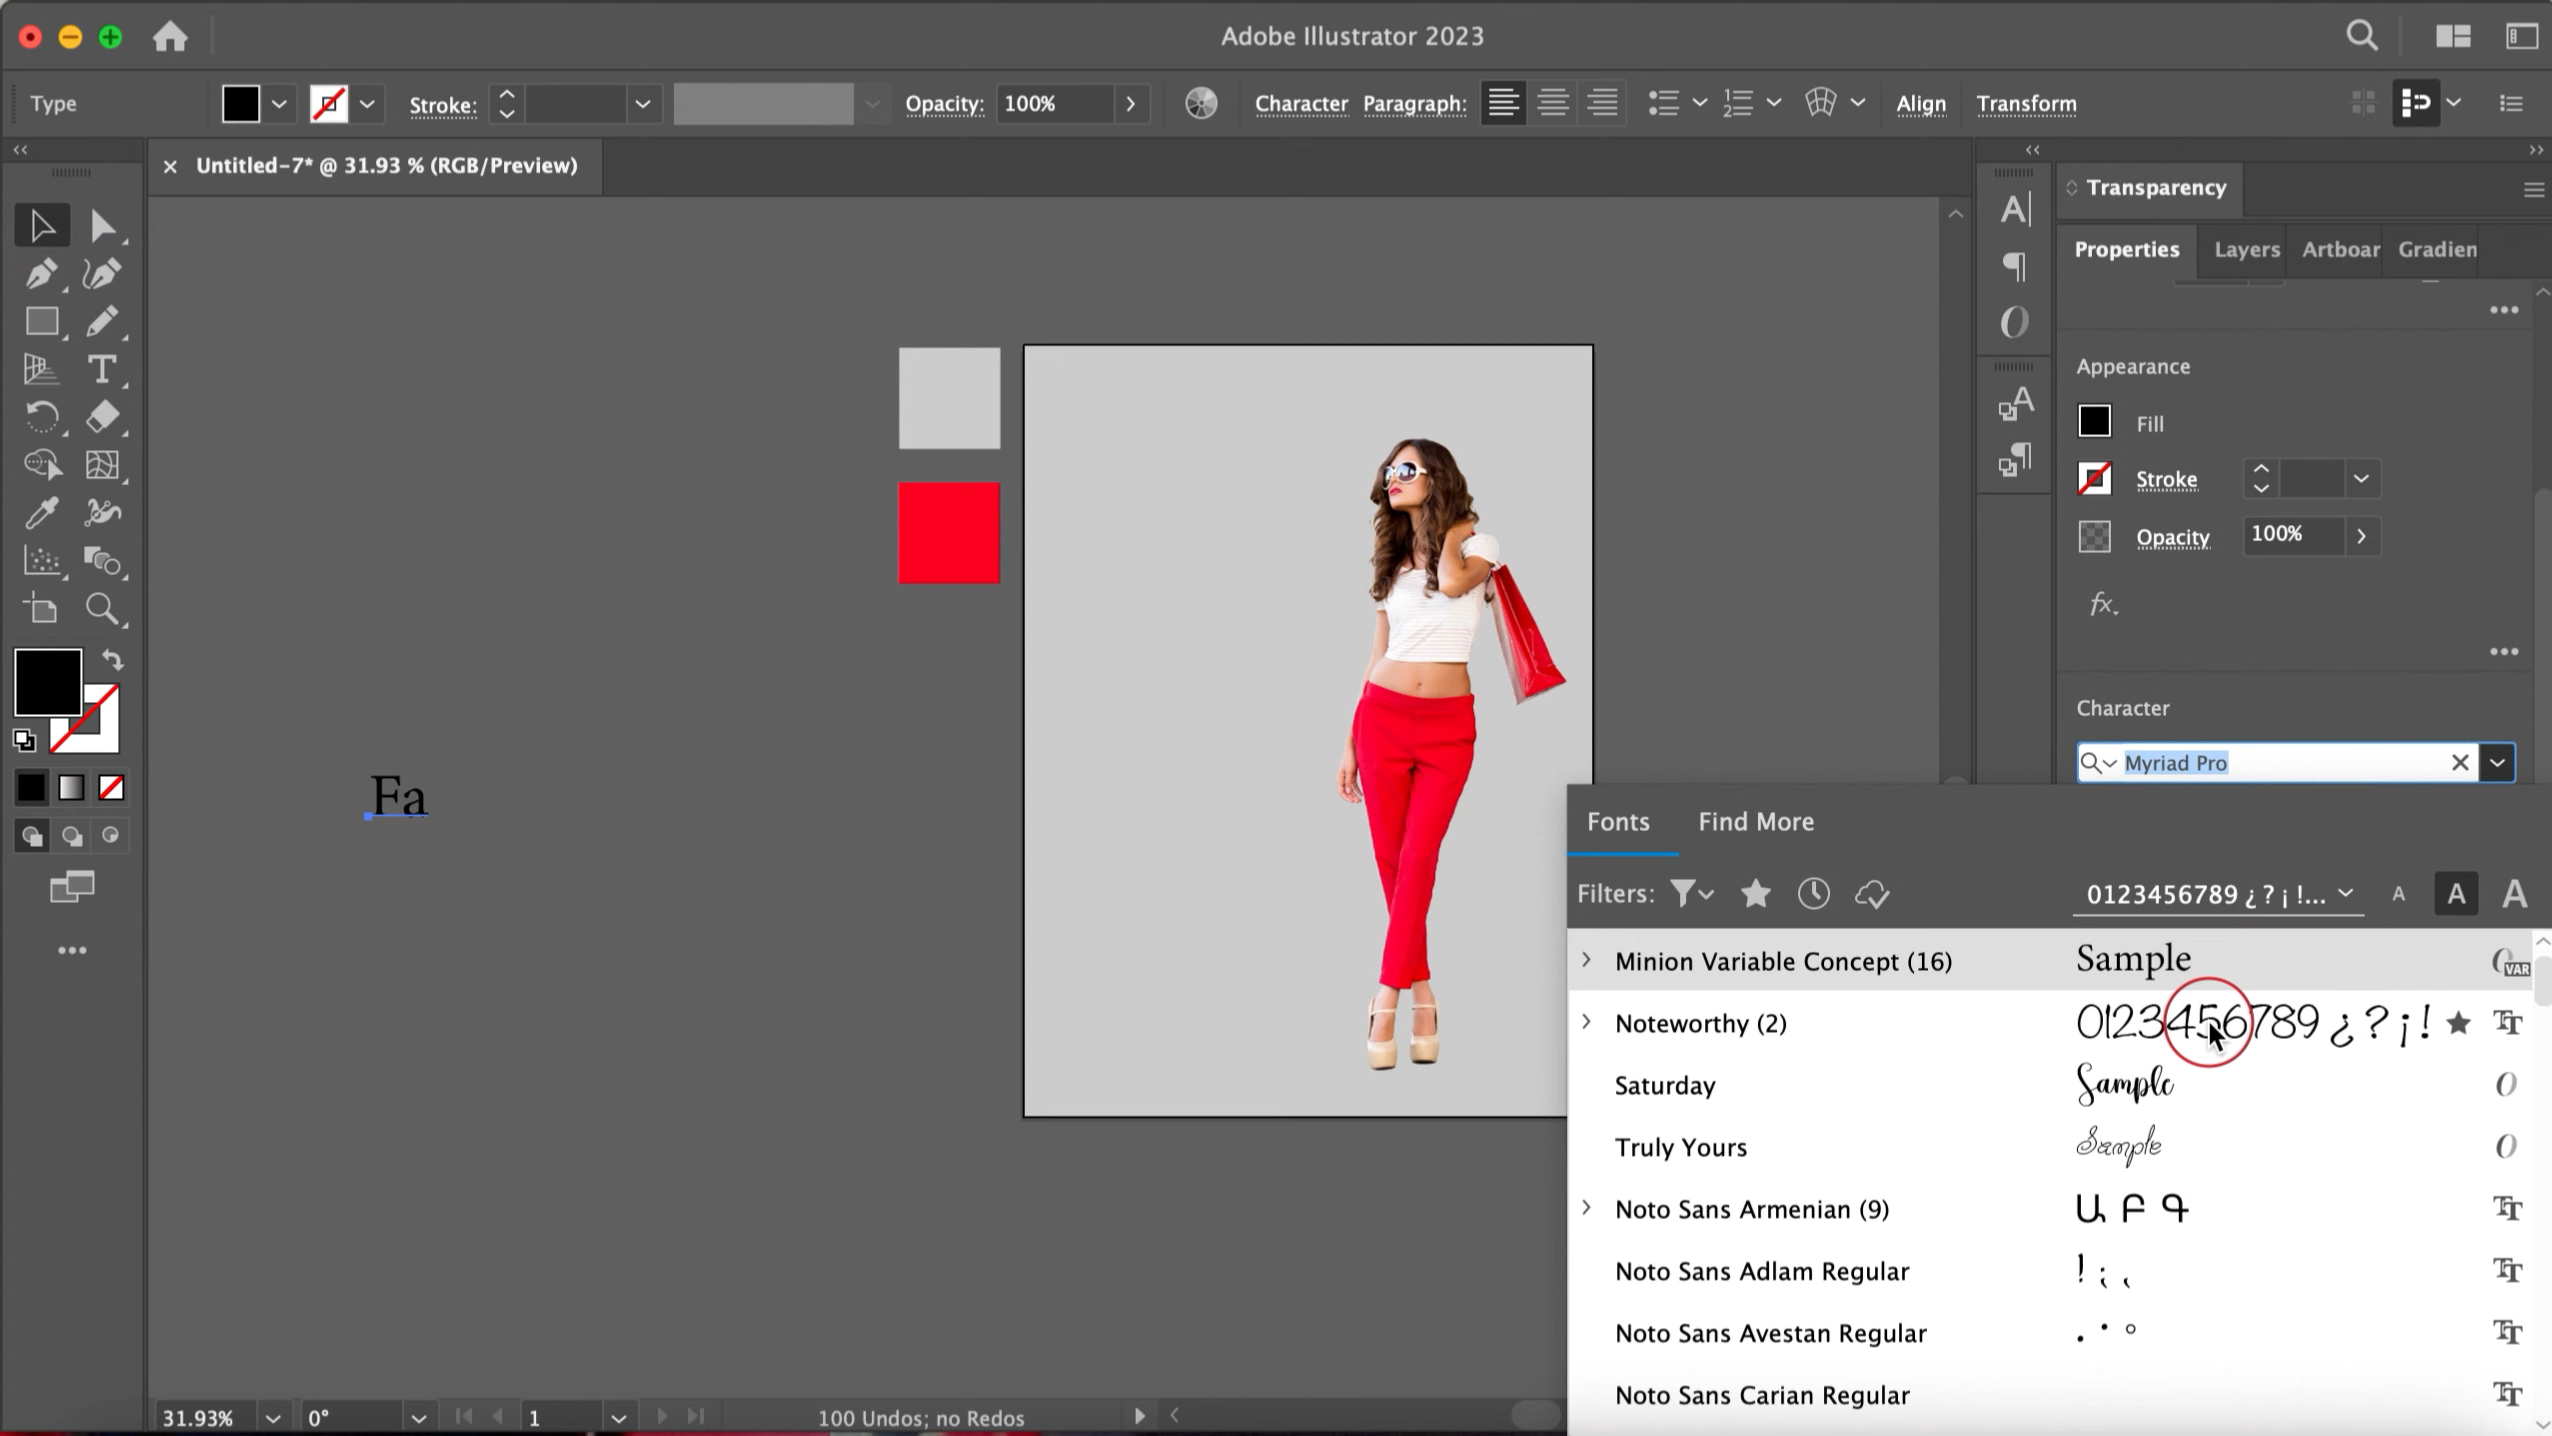 Adobe Illustrator 2023
Type
Stroke:
Opacity: 100%
Character Paragraph:
Align
Transform
Untitled-7* @ 31.93 % (RGB/Preview)
Transparency
Properties Layers Artboar Gradien
Appearance
Fill
Stroke
Opacity 100%
fx
Character
Myriad Pro
Fa
Fonts Find More
Filters: 0123456789 ¿ ? ¡ !... A A A
Minion Variable Concept (16) Sample VAR
Noteworthy (2) 0123456789 ¿ ? ¡ !
Saturday Sample
Truly Yours Sample
Noto Sans Armenian (9) Ա Բ Գ
Noto Sans Adlam Regular
Noto Sans Avestan Regular
Noto Sans Carian Regular
31.93% 0° 1 100 Undos; no Redos